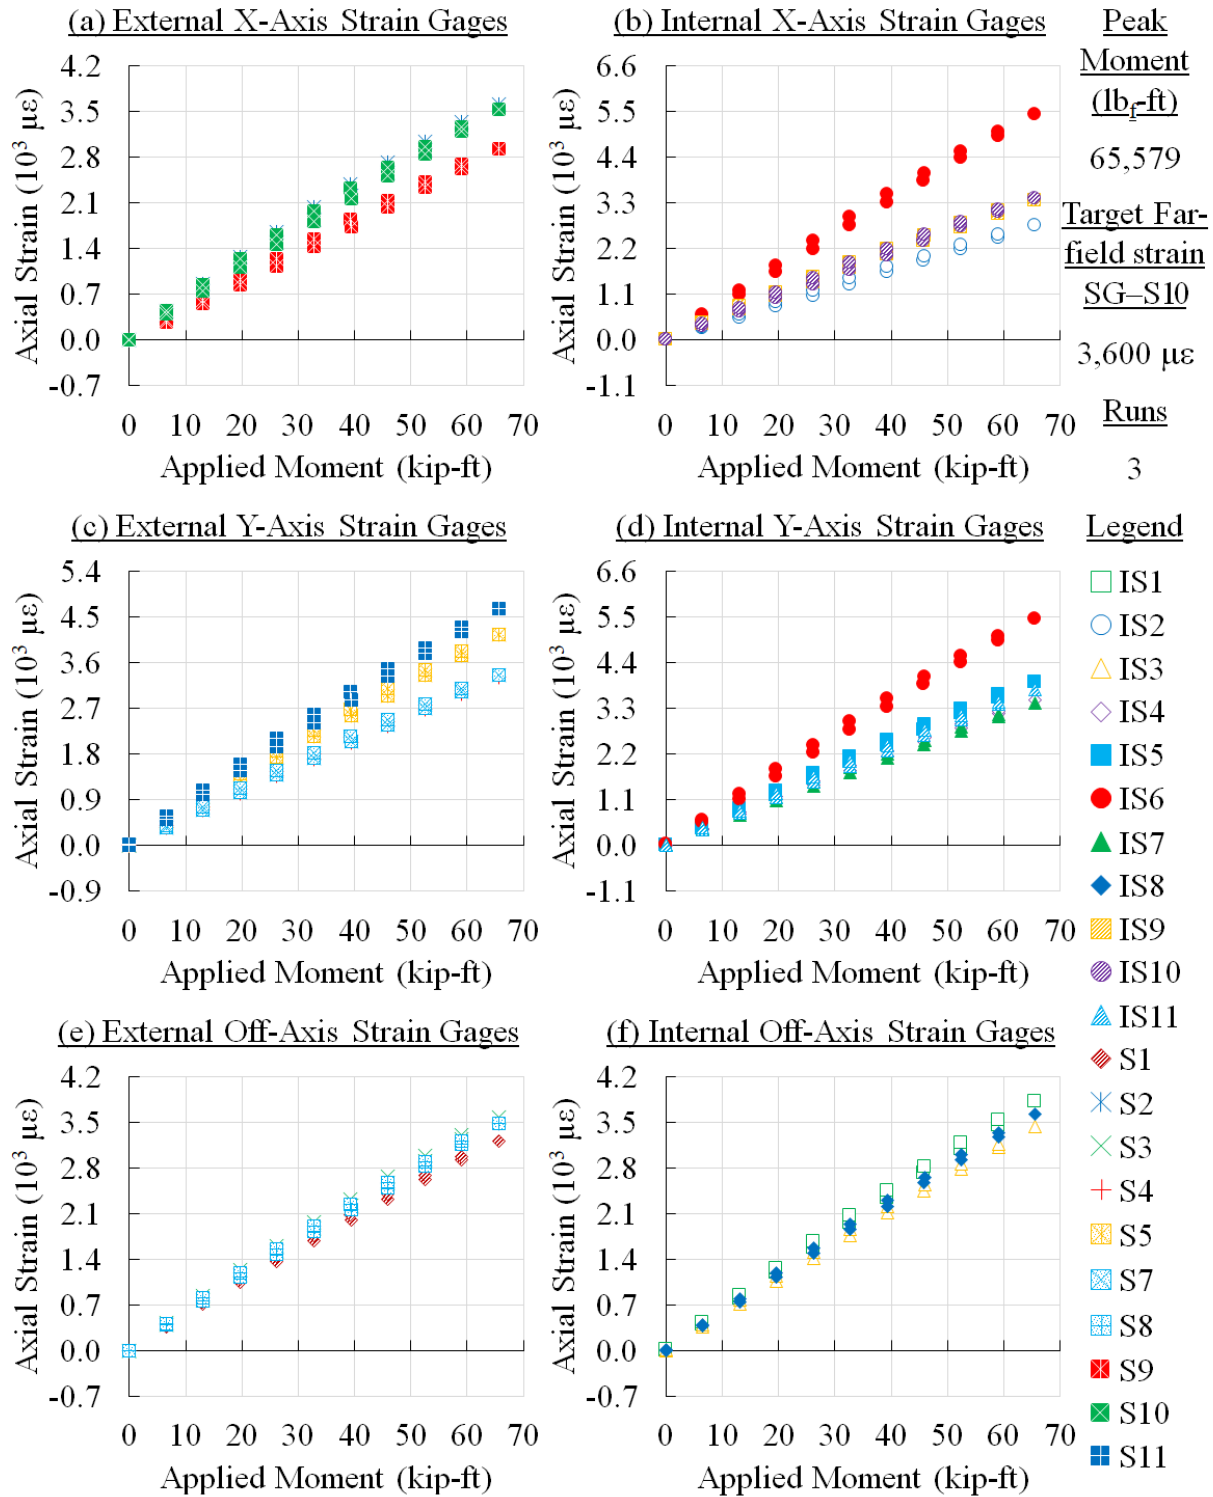 (a) External X-Axis Strain Gages
(b) Internal X-Axis Strain Gages
Peak
Moment
(lbf-ft)
65,579
Target Far-
field strain
SG–S10
3,600 με
Runs
3
Axial Strain (10³ με)
4.2
3.5
2.8
2.1
1.4
0.7
0.0
-0.7
0 10 20 30 40 50 60 70
Applied Moment (kip-ft)
Axial Strain (10³ με)
6.6
5.5
4.4
3.3
2.2
1.1
0.0
-1.1
0 10 20 30 40 50 60 70
Applied Moment (kip-ft)
(c) External Y-Axis Strain Gages
(d) Internal Y-Axis Strain Gages
Axial Strain (10³ με)
5.4
4.5
3.6
2.7
1.8
0.9
0.0
-0.9
0 10 20 30 40 50 60 70
Applied Moment (kip-ft)
Axial Strain (10³ με)
6.6
5.5
4.4
3.3
2.2
1.1
0.0
-1.1
0 10 20 30 40 50 60 70
Applied Moment (kip-ft)
Legend
IS1
IS2
IS3
IS4
IS5
IS6
IS7
IS8
IS9
IS10
IS11
S1
S2
S3
S4
S5
S7
S8
S9
S10
S11
(e) External Off-Axis Strain Gages
(f) Internal Off-Axis Strain Gages
Axial Strain (10³ με)
4.2
3.5
2.8
2.1
1.4
0.7
0.0
-0.7
0 10 20 30 40 50 60 70
Applied Moment (kip-ft)
Axial Strain (10³ με)
4.2
3.5
2.8
2.1
1.4
0.7
0.0
-0.7
0 10 20 30 40 50 60 70
Applied Moment (kip-ft)